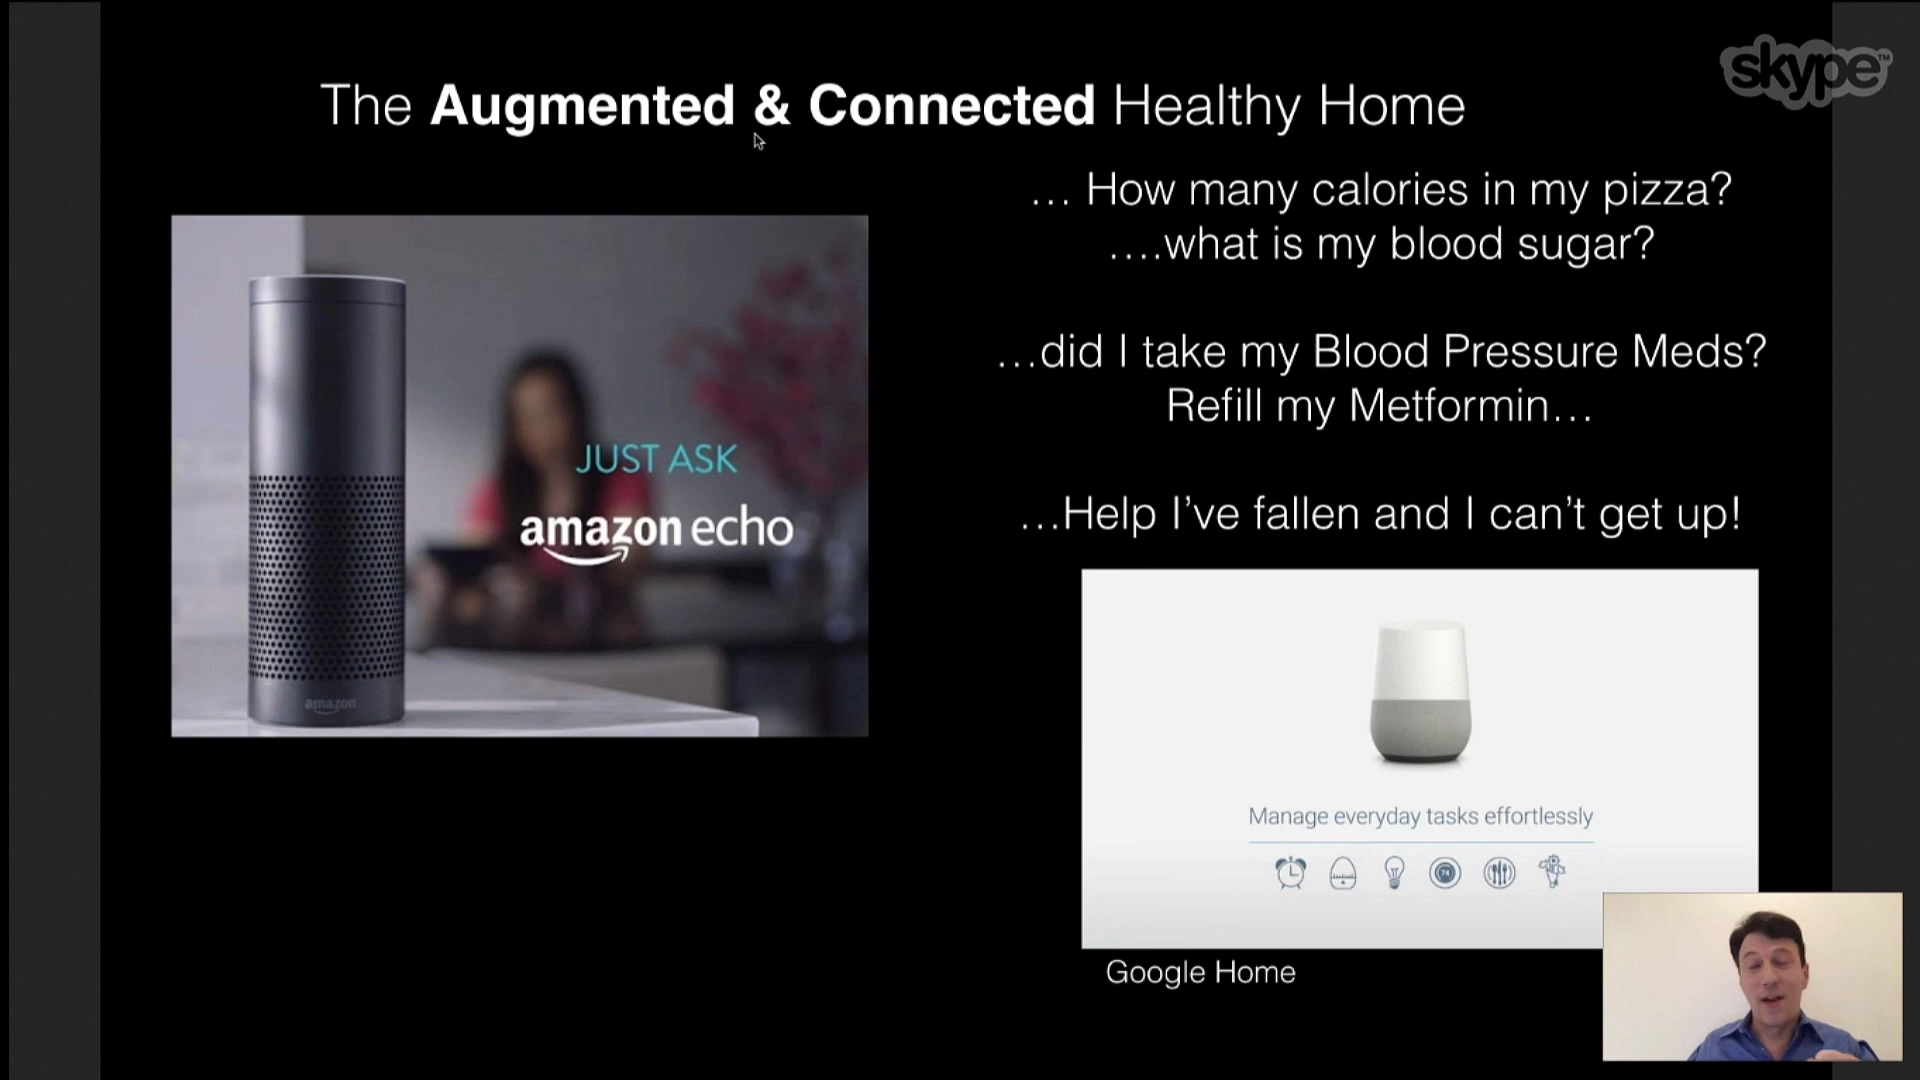 skype™
The Augmented & Connected Healthy Home
… How many calories in my pizza?
….what is my blood sugar?
…did I take my Blood Pressure Meds?
Refill my Metformin…
…Help I've fallen and I can't get up!
JUST ASK
amazon echo
amazon
Manage everyday tasks effortlessly
74
Google Home